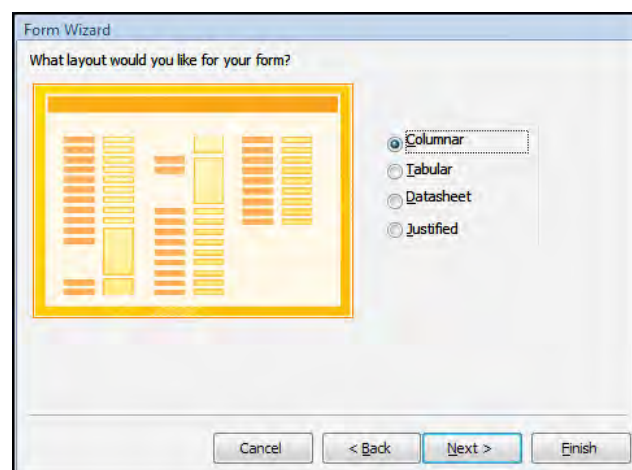 Form Wizard
What layout would you like for your form?
Columnar
Tabular
Datasheet
Justified
Cancel
< Back
Next >
Finish